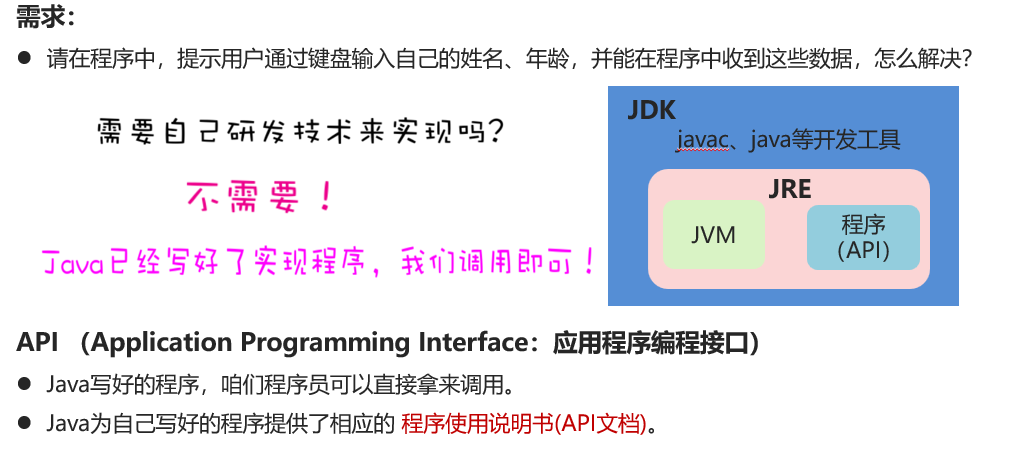 需求：
● 请在程序中，提示用户通过键盘输入自己的姓名、年龄，并能在程序中收到这些数据，怎么解决？
需要自己研发技术来实现吗？
不需要！
Java已经写好了实现程序，我们调用即可！
JDK
javac、java等开发工具
JRE
JVM
程序
（API）
API （Application Programming Interface：应用程序编程接口）
● Java写好的程序，咱们程序员可以直接拿来调用。
● Java为自己写好的程序提供了相应的 程序使用说明书(API文档)。